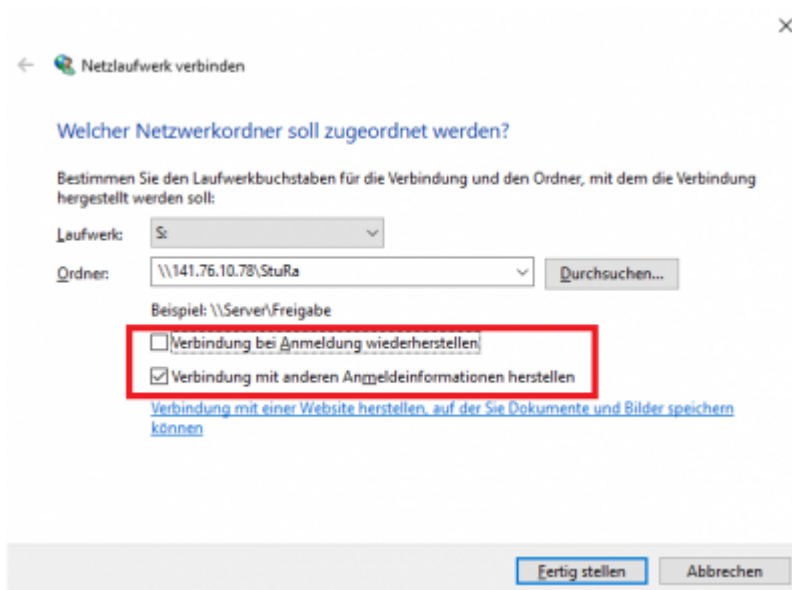 Netzlaufwerk verbinden
Welcher Netzwerkordner soll zugeordnet werden?
Bestimmen Sie den Laufwerkbuchstaben für die Verbindung und den Ordner, mit dem die Verbindung
hergestellt werden soll:
Laufwerk: S:
Ordner: \\141.76.10.78\StuRa Durchsuchen...
Beispiel: \\Server\Freigabe
Verbindung bei Anmeldung wiederherstellen
Verbindung mit anderen Anmeldeinformationen herstellen
Verbindung mit einer Website herstellen, auf der Sie Dokumente und Bilder speichern
können
Fertig stellen Abbrechen